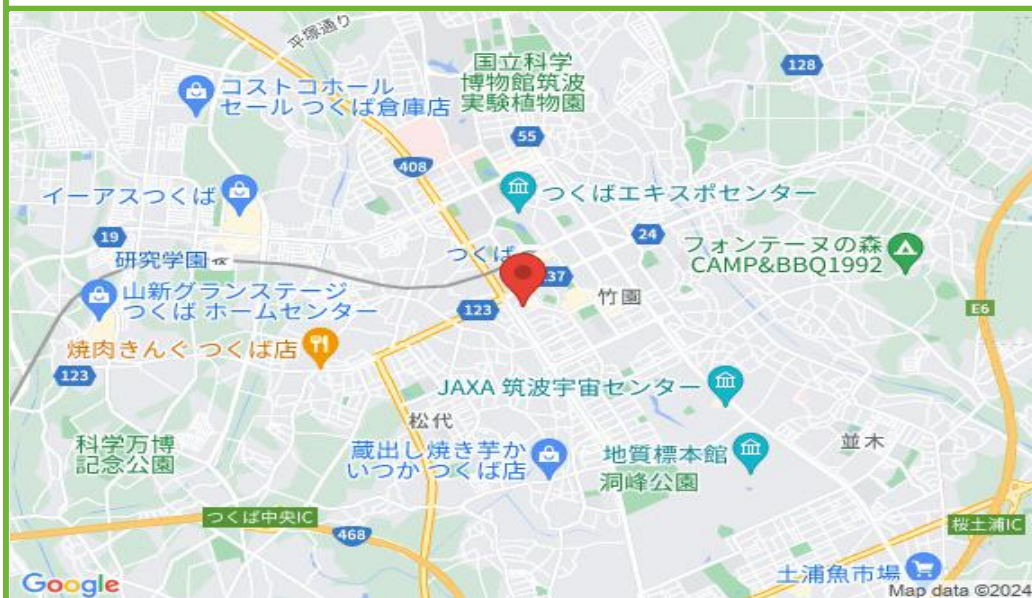 平塚通り
国立科学
博物館筑波
実験植物園
128
コストコホール
セール つくば倉庫店
55
408
イーアスつくば
つくばエキスポセンター
19
24
研究学園
つくば
フォンテーヌの森
CAMP&BBQ1992
山新グランステージ
つくば ホームセンター
123
37
竹園
E6
焼肉きんぐ つくば店
123
JAXA 筑波宇宙センター
松代
科学万博
記念公園
蔵出し焼き芋か
いつか つくば店
地質標本館
洞峰公園
並木
つくば中央IC
468
桜土浦IC
土浦魚市場
Google
Map data ©2024